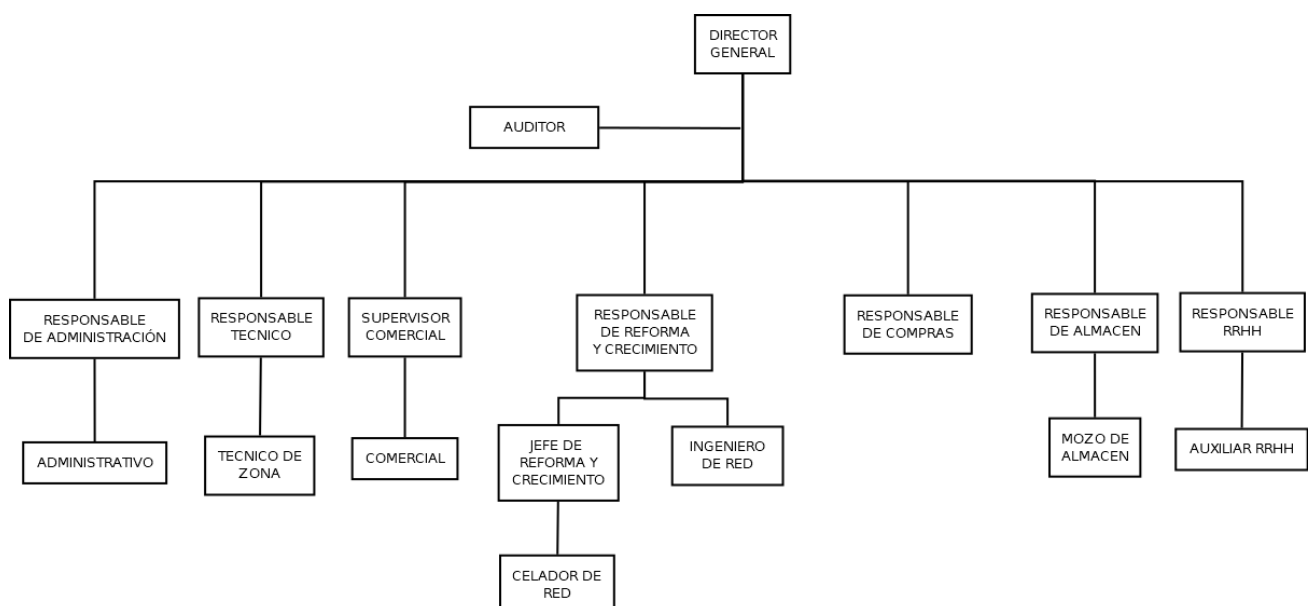 DIRECTOR
GENERAL
AUDITOR
RESPONSABLE
DE ADMINISTRACIÓN
RESPONSABLE
TECNICO
SUPERVISOR
COMERCIAL
RESPONSABLE
DE REFORMA
Y CRECIMIENTO
RESPONSABLE
DE COMPRAS
RESPONSABLE
DE ALMACEN
RESPONSABLE
RRHH
ADMINISTRATIVO
TECNICO DE
ZONA
COMERCIAL
JEFE DE
REFORMA Y
CRECIMIENTO
INGENIERO
DE RED
MOZO DE
ALMACEN
AUXILIAR RRHH
CELADOR DE
RED